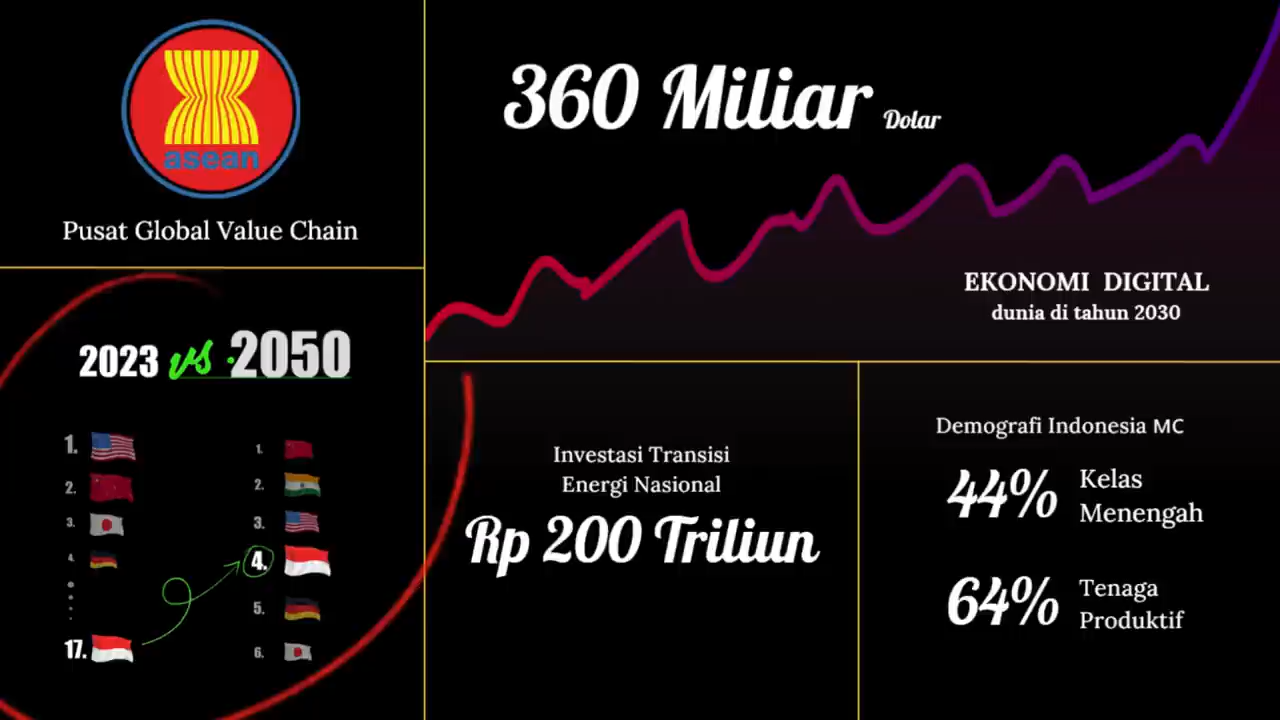 asean
Pusat Global Value Chain
360 Miliar Dolar
EKONOMI DIGITAL
dunia di tahun 2030
2023 vs 2050
1.
2.
3.
4.
17.
1.
2.
3.
4.
5.
6.
Investasi Transisi
Energi Nasional
Rp 200 Triliun
Demografi Indonesia MC
44% Kelas
Menengah
64% Tenaga
Produktif